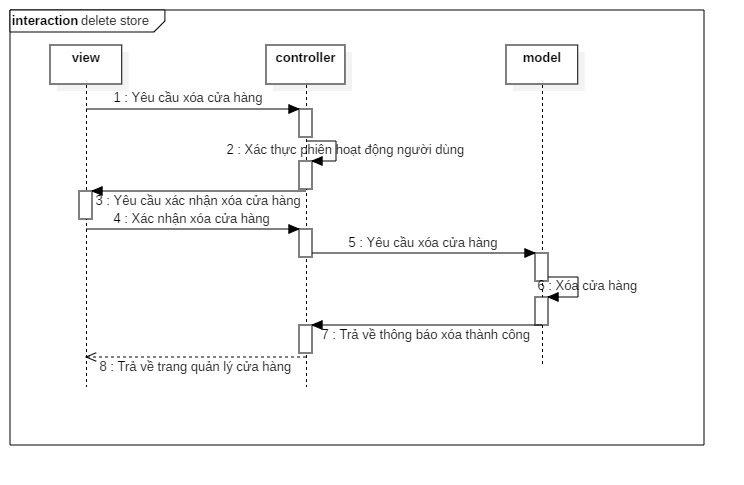 interaction delete store
view
controller
model
1 : Yêu cầu xóa cửa hàng
2 : Xác thực phiên hoạt động người dùng
3 : Yêu cầu xác nhận xóa cửa hàng
4 : Xác nhận xóa cửa hàng
5 : Yêu cầu xóa cửa hàng
6 : Xóa cửa hàng
7 : Trả về thông báo xóa thành công
8 : Trả về trang quản lý cửa hàng